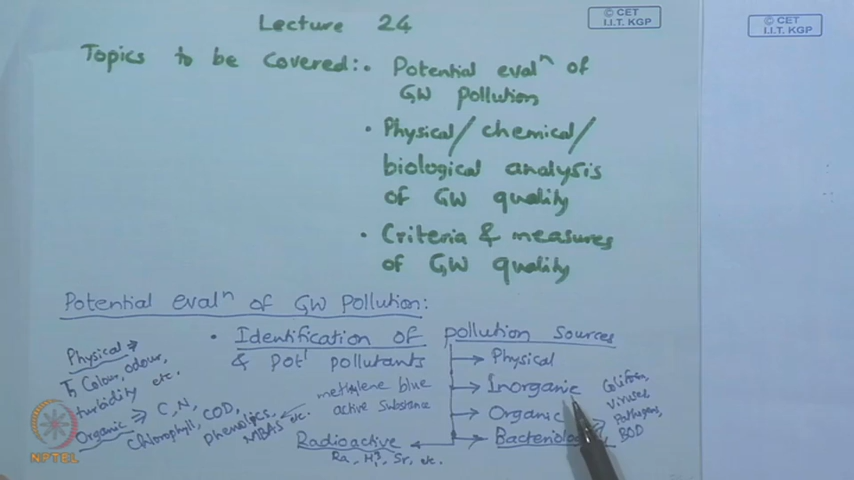 Lecture 24
© CET
I.I.T. KGP
© CET
I.I.T. KGP
Topics to be Covered: • Potential evalⁿ of
GW pollution
• Physical / chemical /
biological analysis
of GW quality
• Criteria & measures
of GW quality
Potential evalⁿ of GW Pollution:
• Identification of pollution sources
& potˡ pollutants
→ Physical
→ Inorganic
→ Organic
→
Radioactive
Ra, H³, Sr, etc.
Physical ⇒
T, Colour, odour,
turbidity etc.
Organic ⇒ C, N,
Chlorophyll, COD,
phenolics,
MBAS etc.
methylene blue
active substance
Coliform,
viruses
Pathogens,
BOD
NPTEL